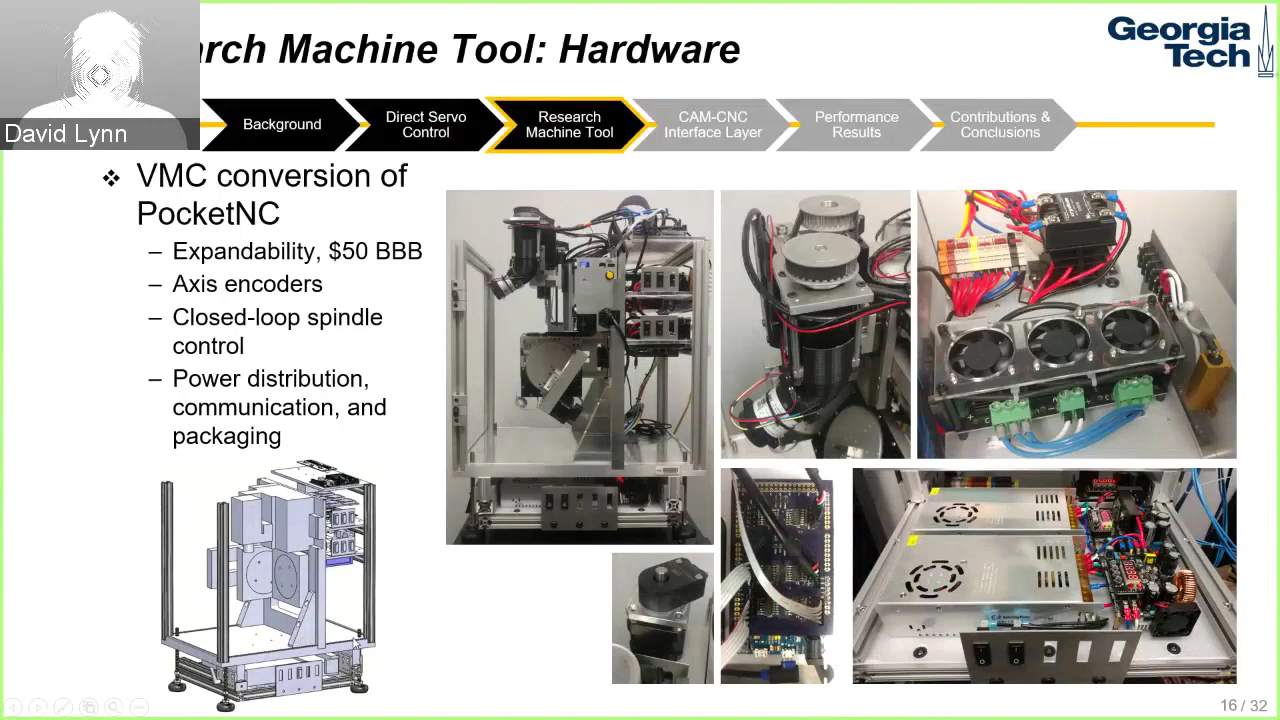 arch Machine Tool: Hardware
Georgia
Tech
David Lynn
Background
Direct Servo
Control
Research
Machine Tool
CAM-CNC
Interface Layer
Performance
Results
Contributions &
Conclusions
❖ VMC conversion of
PocketNC
– Expandability, $50 BBB
– Axis encoders
– Closed-loop spindle
control
– Power distribution,
communication, and
packaging
16 / 32